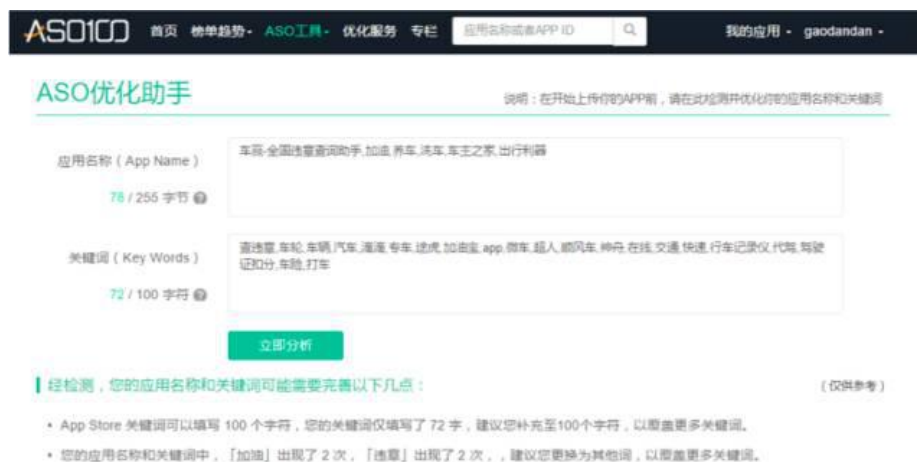 ASO100 首页 榜单趋势 ASO工具 优化服务 专栏 应用名称或者APP ID 我的应用 gaodandan
ASO优化助手
说明：在开始上传你的APP前，请在此检测并优化你的应用名称和关键词
应用名称（App Name）
车辰-全国违章查询助手,加油,养车,洗车,车主之家,出行利器
78 / 255 字节
关键词（Key Words）
查违章,车轮,车辆,汽车,滴滴,专车,途虎,加油宝,app,微车,超人,顺风车,神舟,在线,交通,快速,行车记录仪,代驾,驾驶
证扣分,车险,打车
72 / 100 字符
立即分析
经检测，您的应用名称和关键词可能需要完善以下几点：（仅供参考）
• App Store 关键词可以填写 100 个字符，您的关键词仅填写了 72 字，建议您补充至100个字符，以覆盖更多关键词。
• 您的应用名称和关键词中，「加油」出现了 2 次，「违章」出现了 2 次，，建议您更换为其他词，以覆盖更多关键词。